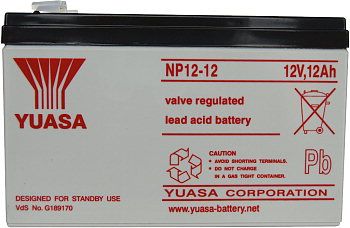 NP12-12 12V,12Ah
YUASA
valve regulated
lead acid battery
CAUTION
• AVOID SHORTING TERMINALS.
• DO NOT CHARGE
IN A GAS TIGHT CONTAINER.
Pb
DESIGNED FOR STANDBY USE
VdS No. G189170
YUASA CORPORATION
www.yuasa-battery.net